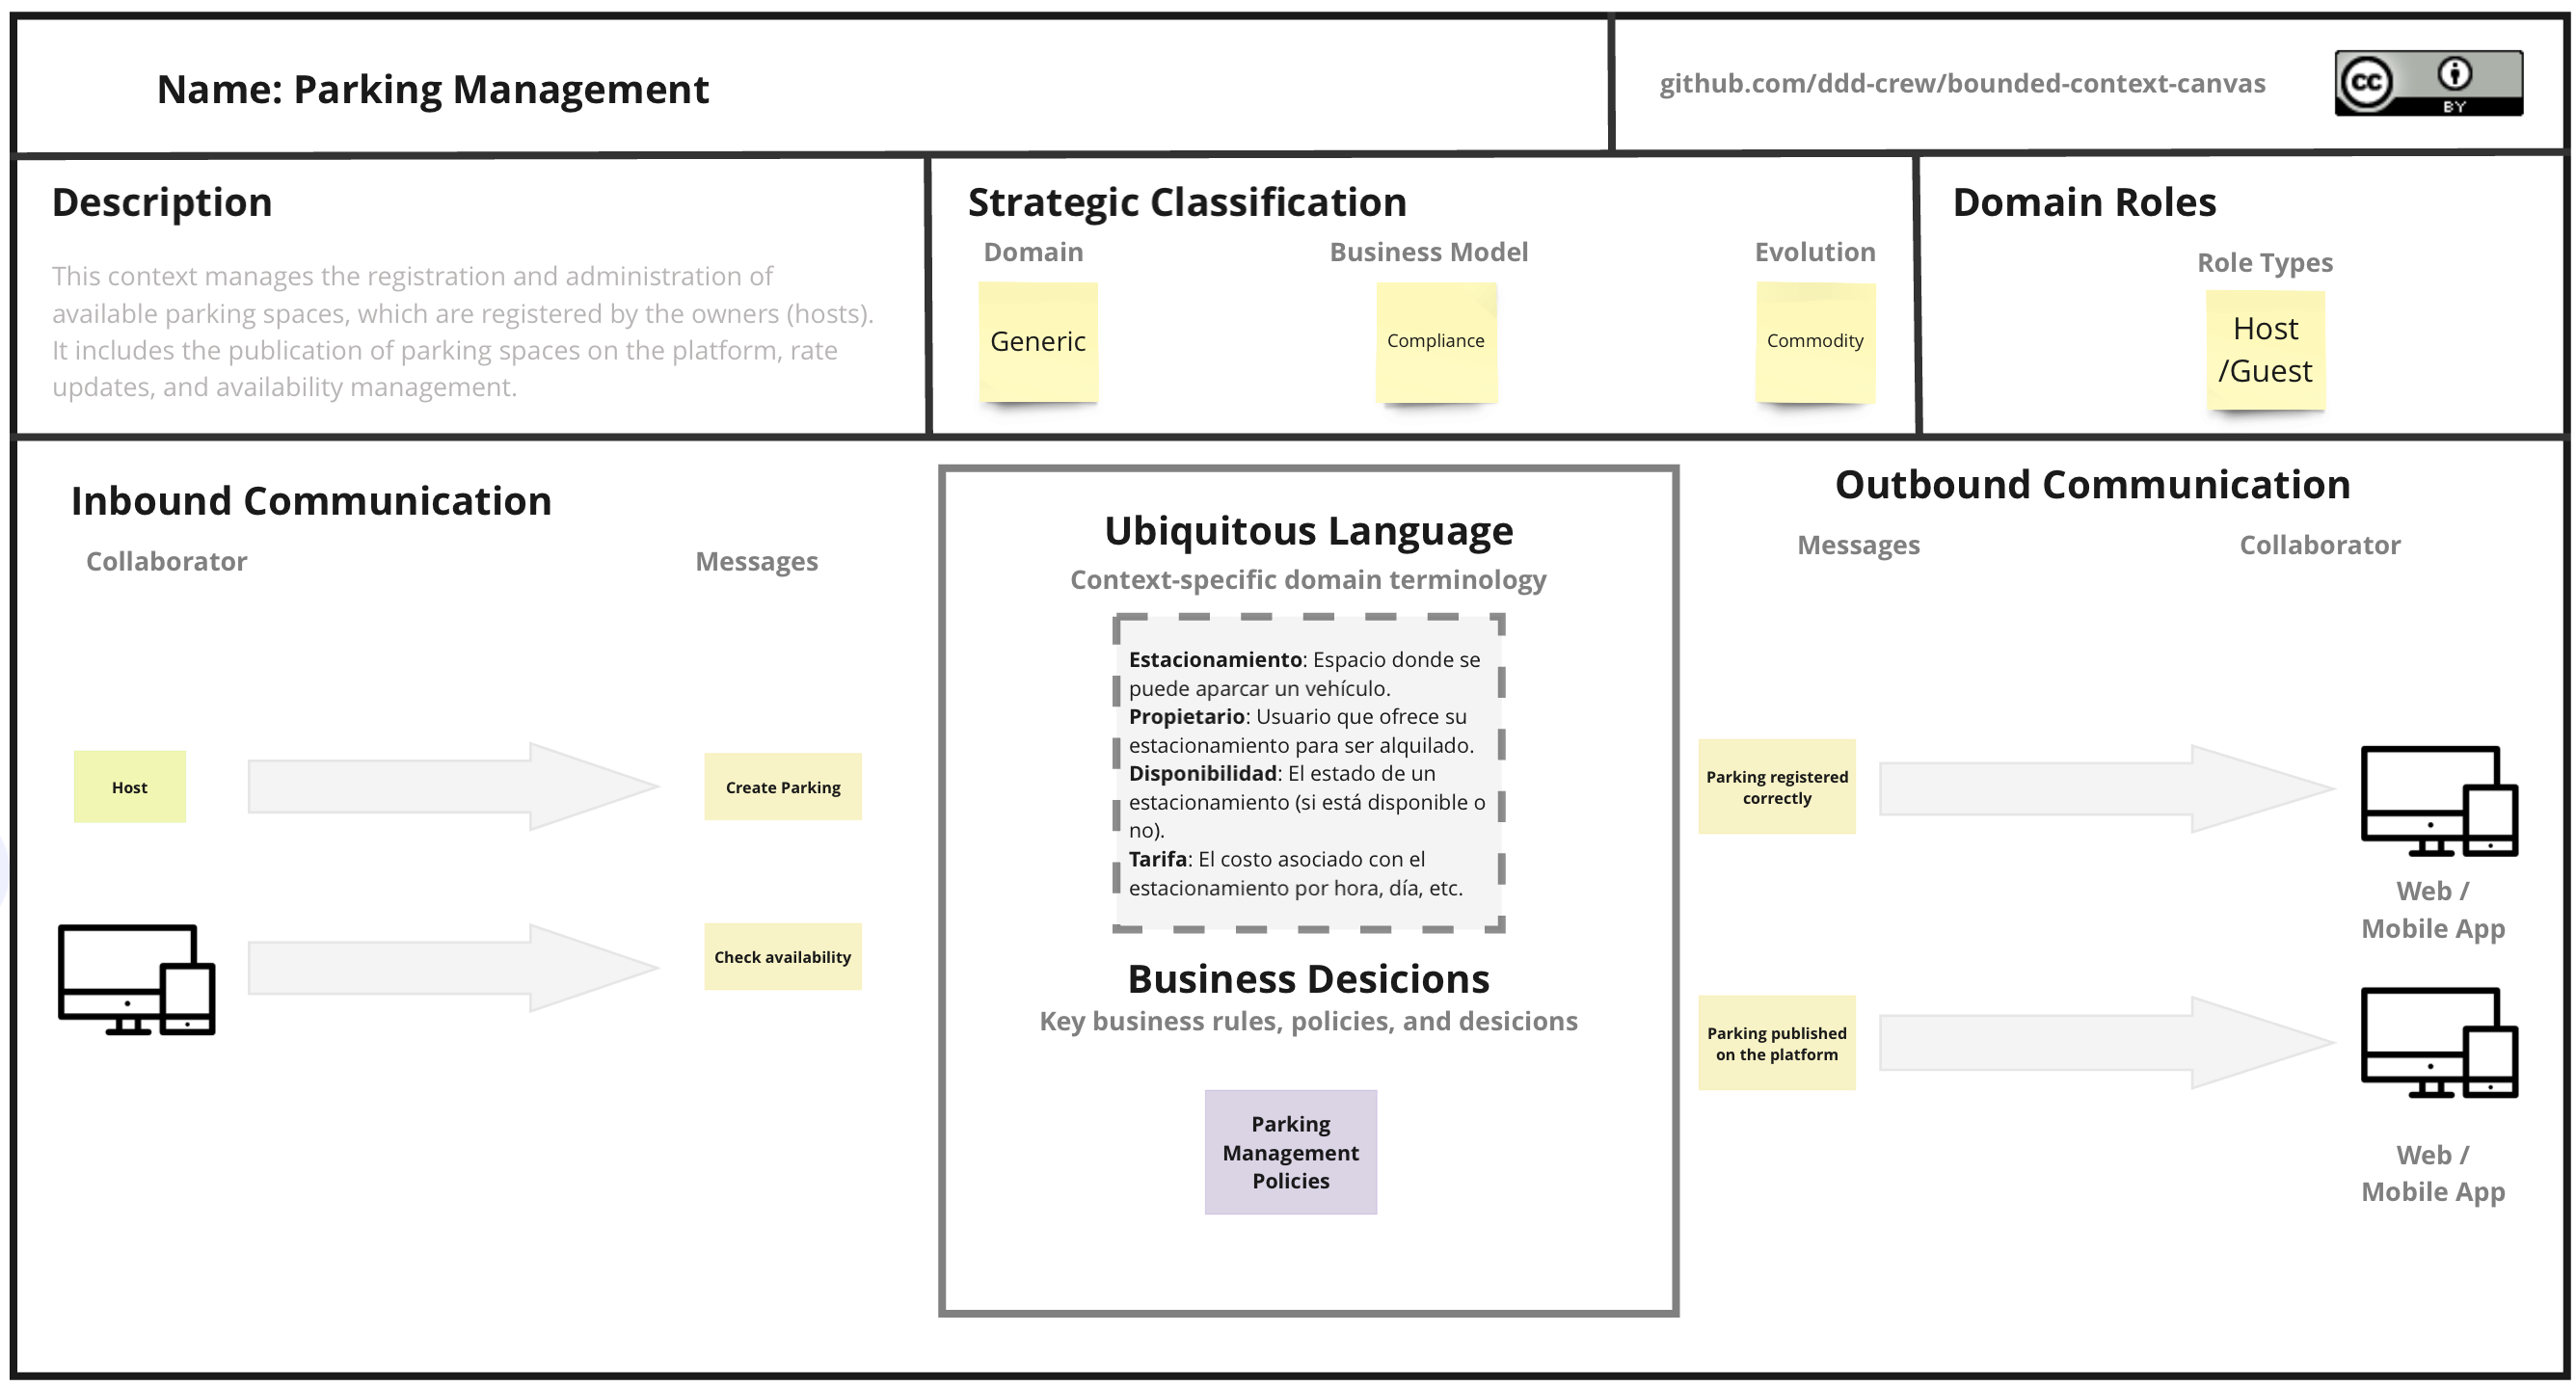 Name: Parking Management
github.com/ddd-crew/bounded-context-canvas
cc
BY
Description
This context manages the registration and administration of
available parking spaces, which are registered by the owners (hosts).
It includes the publication of parking spaces on the platform, rate
updates, and availability management.
Strategic Classification
Domain
Business Model
Evolution
Generic
Compliance
Commodity
Domain Roles
Role Types
Host
/Guest
Inbound Communication
Collaborator
Messages
Host
Create Parking
Check availability
Ubiquitous Language
Context-specific domain terminology
Estacionamiento: Espacio donde se
puede aparcar un vehículo.
Propietario: Usuario que ofrece su
estacionamiento para ser alquilado.
Disponibilidad: El estado de un
estacionamiento (si está disponible o
no).
Tarifa: El costo asociado con el
estacionamiento por hora, día, etc.
Business Desicions
Key business rules, policies, and desicions
Parking
Management
Policies
Outbound Communication
Messages
Collaborator
Parking registered
correctly
Web /
Mobile App
Parking published
on the platform
Web /
Mobile App